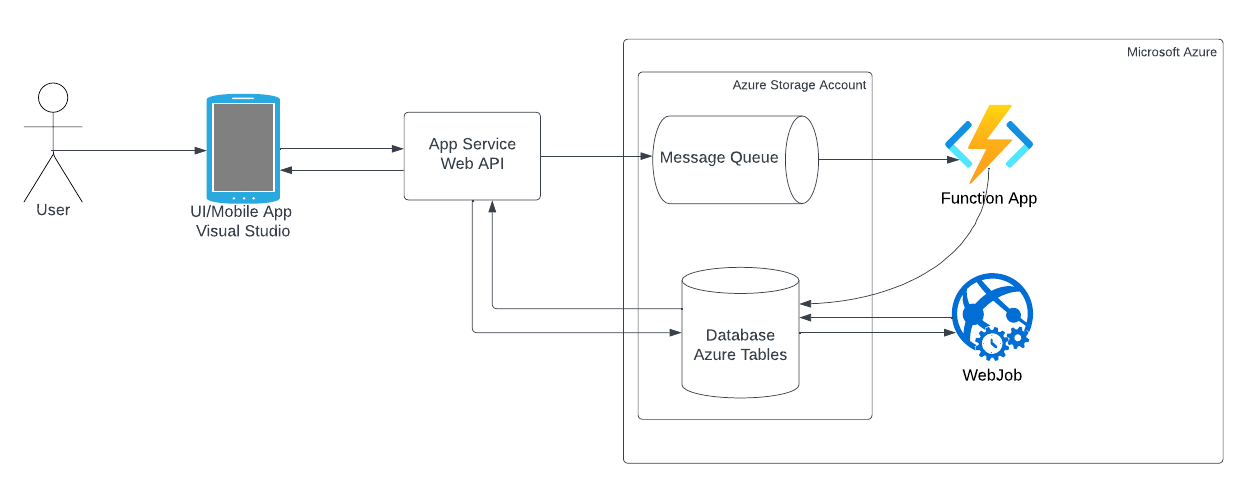 Microsoft Azure
Azure Storage Account
App Service
Web API
Message Queue
Function App
User
UI/Mobile App
Visual Studio
Database
Azure Tables
WebJob